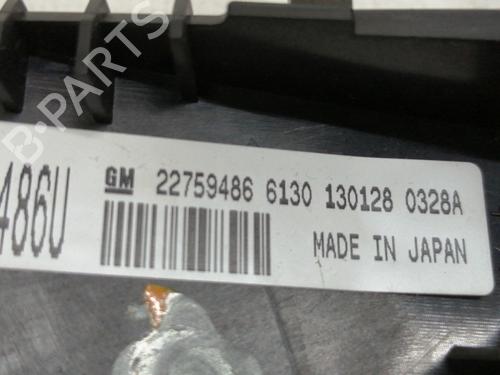 B-PARTS
486U
GM 22759486 6130 130128 0328A
MADE IN JAPAN